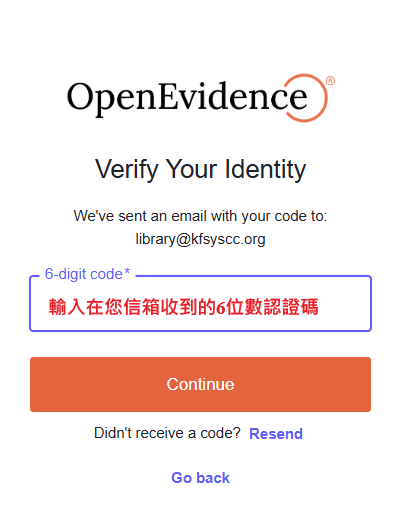 OpenEvidence®
Verify Your Identity
We've sent an email with your code to:
library@kfsyscc.org
6-digit code*
輸入在您信箱收到的6位數認證碼
Continue
Didn't receive a code? Resend
Go back